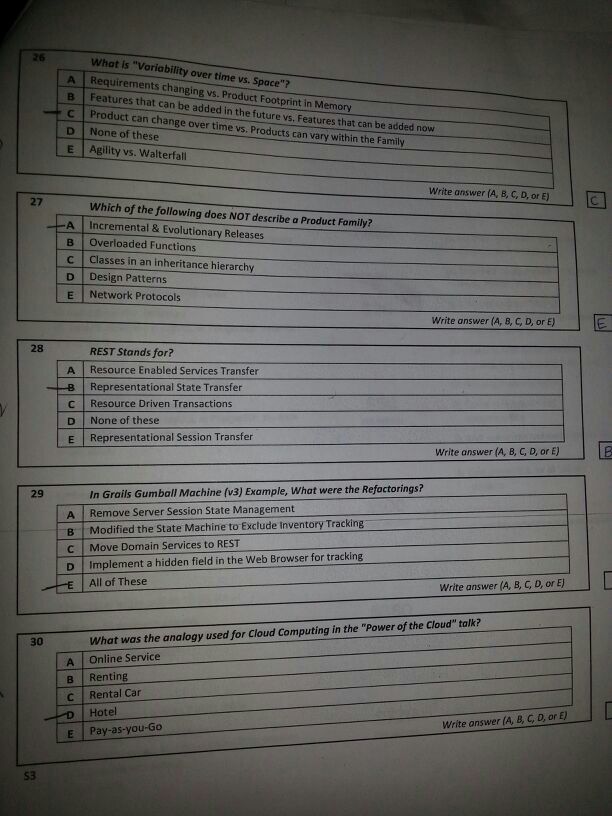 26 What is "Variability over time vs. Space"?
A Requirements changing vs. Product Footprint in Memory
B Features that can be added in the future vs. Features that can be added now
C Product can change over time vs. Products can vary within the Family
D None of these
E Agility vs. Walterfall
Write answer (A, B, C, D, or E) C
27 Which of the following does NOT describe a Product Family?
A Incremental & Evolutionary Releases
B Overloaded Functions
C Classes in an inheritance hierarchy
D Design Patterns
E Network Protocols
Write answer (A, B, C, D, or E) E
28 REST Stands for?
A Resource Enabled Services Transfer
B Representational State Transfer
C Resource Driven Transactions
D None of these
E Representational Session Transfer
Write answer (A, B, C, D, or E) B
29 In Grails Gumball Machine (v3) Example, What were the Refactorings?
A Remove Server Session State Management
B Modified the State Machine to Exclude Inventory Tracking
C Move Domain Services to REST
D Implement a hidden field in the Web Browser for tracking
E All of These
Write answer (A, B, C, D, or E)
30 What was the analogy used for Cloud Computing in the "Power of the Cloud" talk?
A Online Service
B Renting
C Rental Car
D Hotel
E Pay-as-you-Go
Write answer (A, B, C, D, or E)
S3